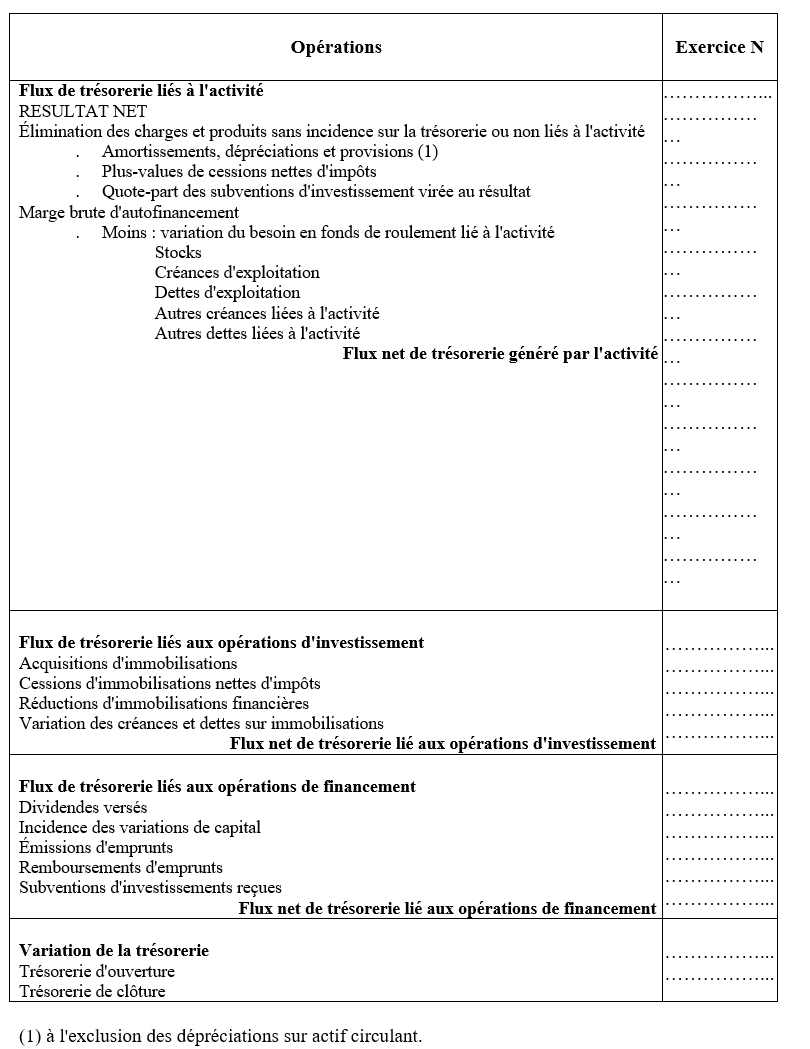 Opérations
Exercice N
Flux de trésorerie liés à l'activité
RESULTAT NET
Élimination des charges et produits sans incidence sur la trésorerie ou non liés à l'activité
. Amortissements, dépréciations et provisions (1)
. Plus-values de cessions nettes d'impôts
. Quote-part des subventions d'investissement virée au résultat
Marge brute d'autofinancement
. Moins : variation du besoin en fonds de roulement lié à l'activité
Stocks
Créances d'exploitation
Dettes d'exploitation
Autres créances liées à l'activité
Autres dettes liées à l'activité
Flux net de trésorerie généré par l'activité
………………...
……………
…
……………
…
……………
…
……………
…
……………
…
……………
…
……………
…
……………
…
……………
…
……………
…
……………
…
Flux de trésorerie liés aux opérations d'investissement
Acquisitions d'immobilisations
Cessions d'immobilisations nettes d'impôts
Réductions d'immobilisations financières
Variation des créances et dettes sur immobilisations
Flux net de trésorerie lié aux opérations d'investissement
………………...
………………...
………………...
………………...
………………...
Flux de trésorerie liés aux opérations de financement
Dividendes versés
Incidence des variations de capital
Émissions d'emprunts
Remboursements d'emprunts
Subventions d'investissements reçues
Flux net de trésorerie lié aux opérations de financement
………………...
………………...
………………...
………………...
………………...
………………...
Variation de la trésorerie
Trésorerie d'ouverture
Trésorerie de clôture
………………...
………………...
(1) à l'exclusion des dépréciations sur actif circulant.